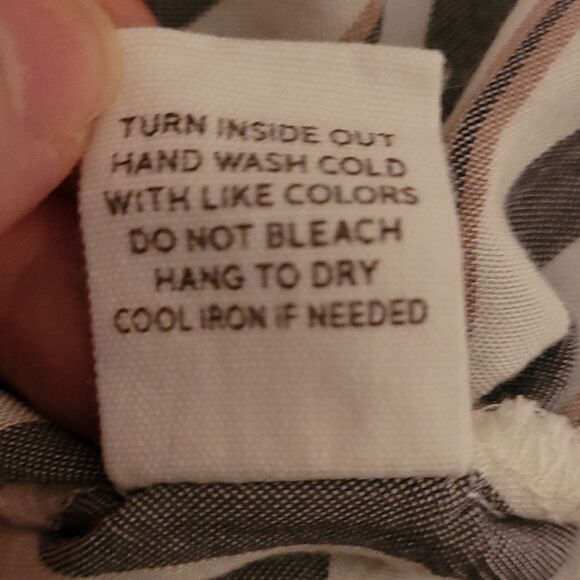 TURN INSIDE OUT
HAND WASH COLD
WITH LIKE COLORS
DO NOT BLEACH
HANG TO DRY
COOL IRON IF NEEDED